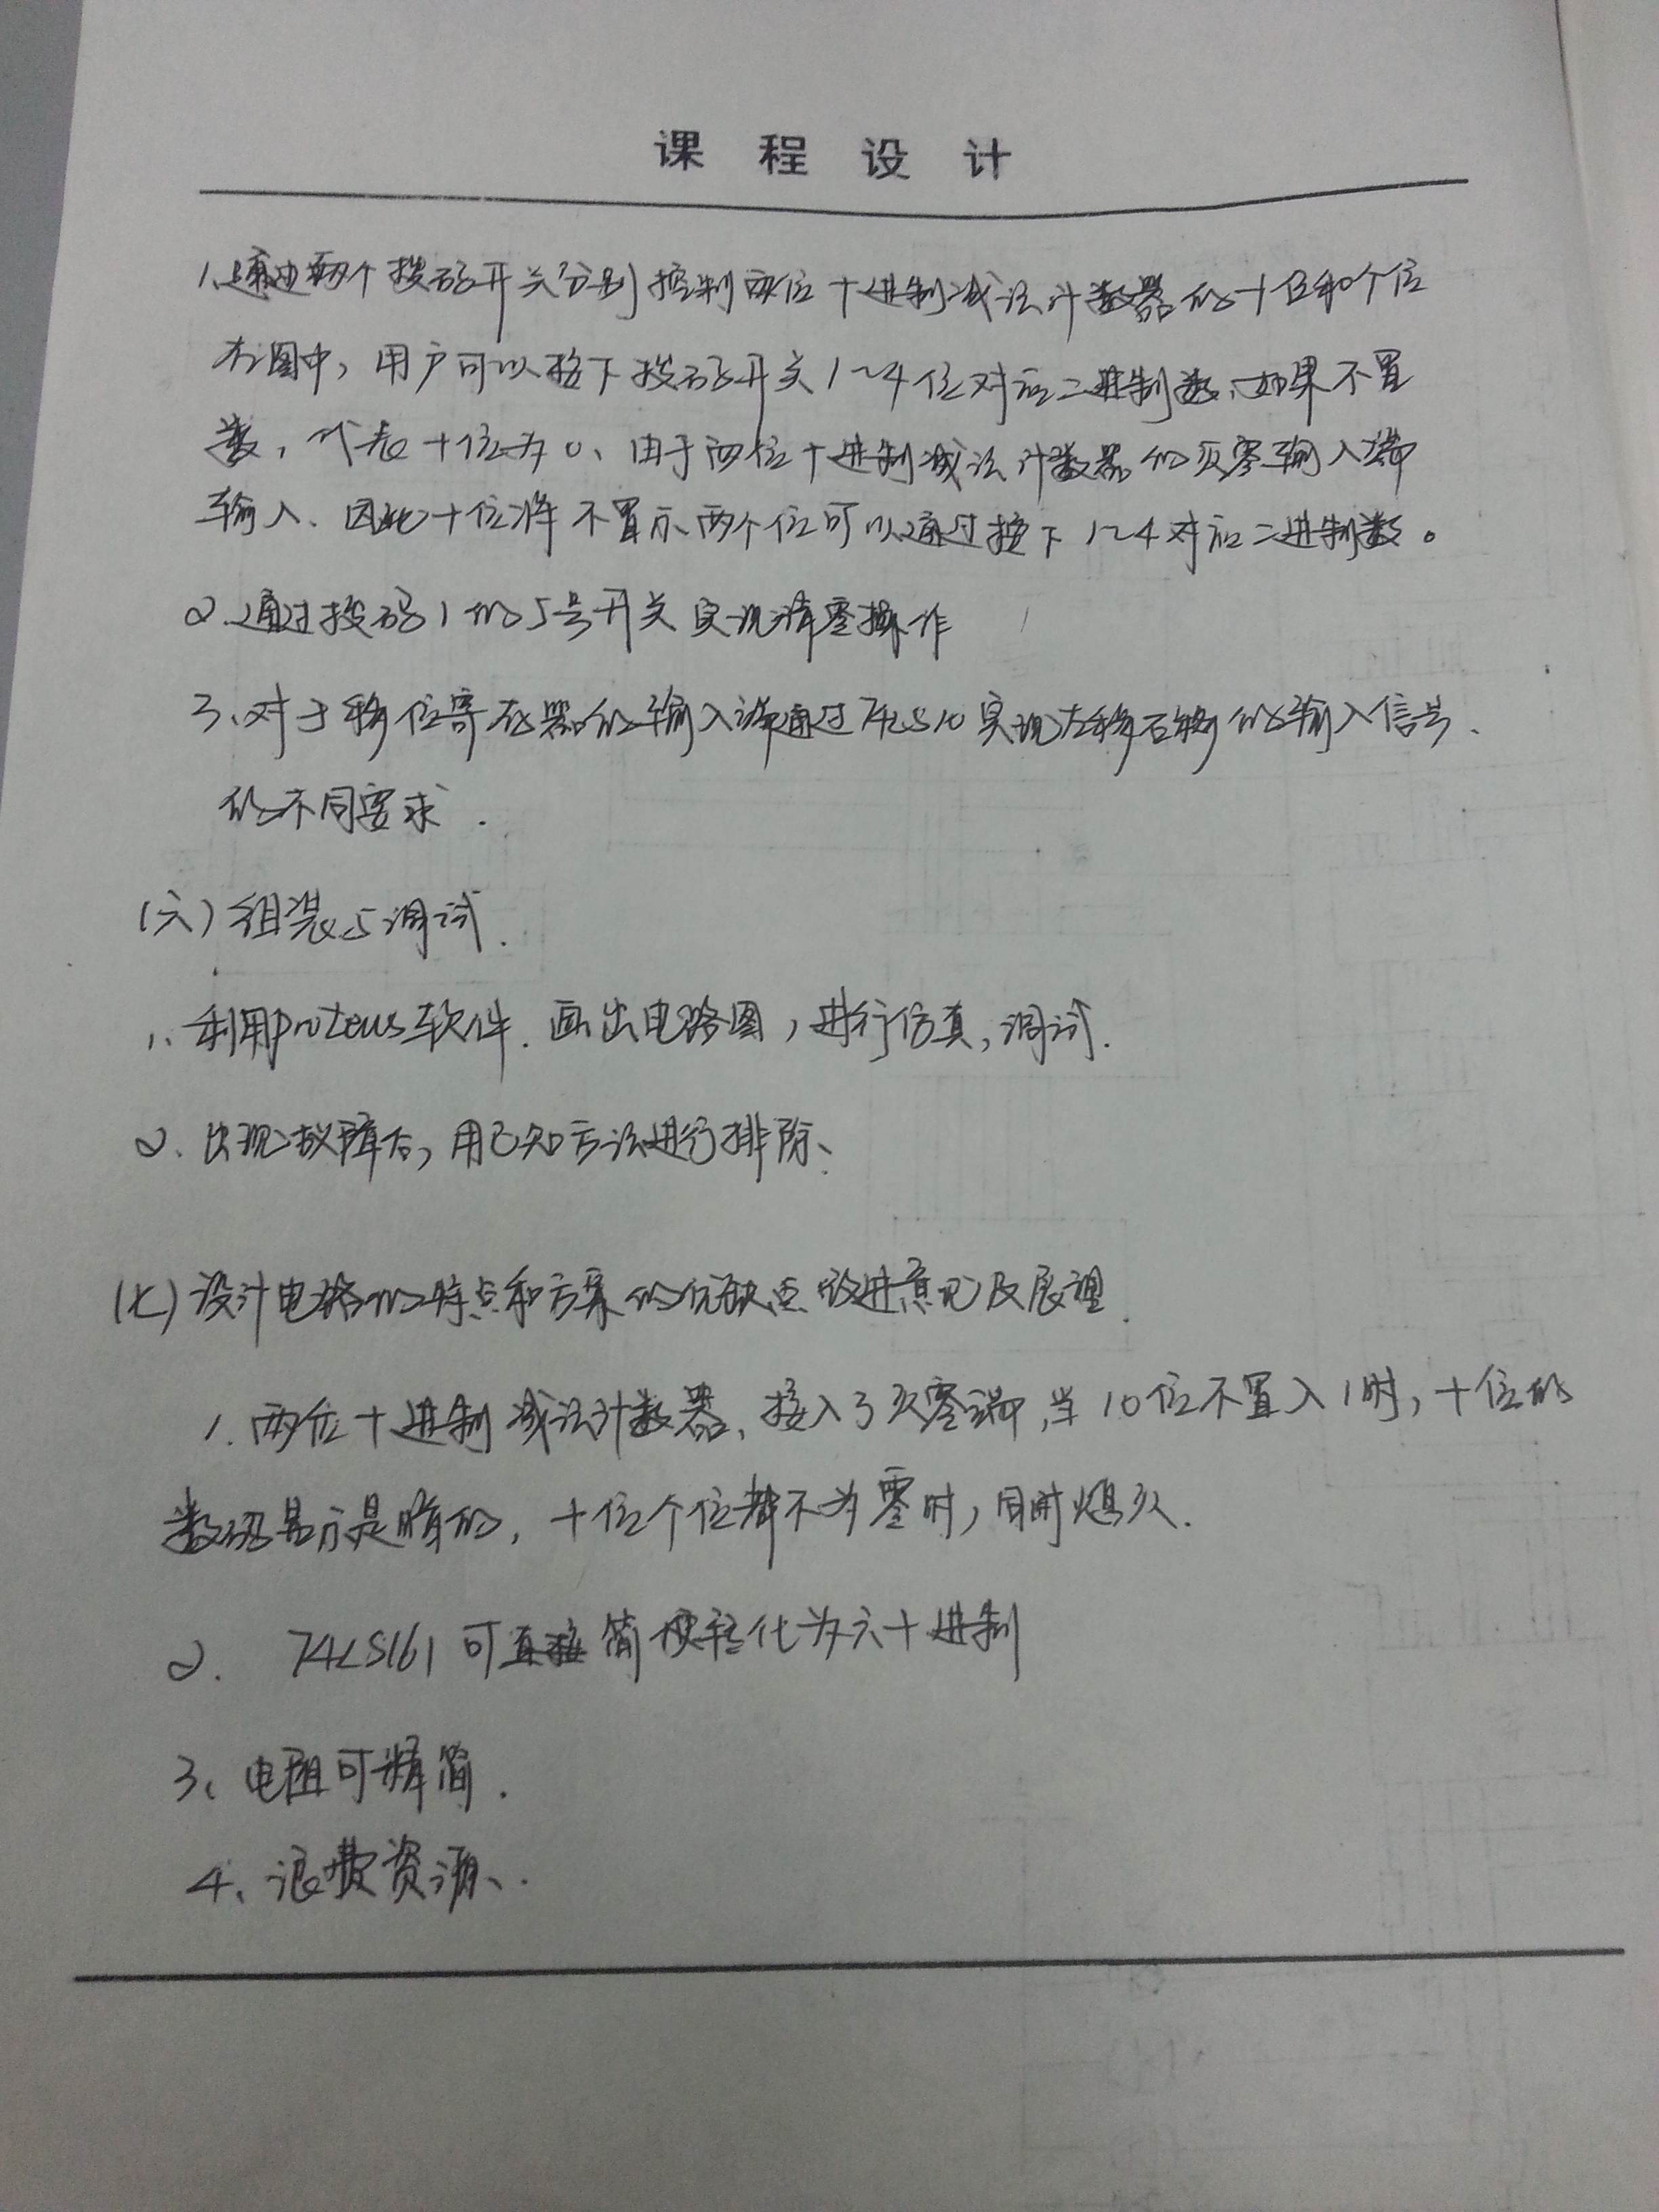 课程设计
1、通过两个拨码开关分别控制两位十进制减法计数器的十位和个位
在图中，用户可以按下拨码开关1~4位对应二进制数、如果不置
数，代表十位为0、由于两位十进制减法计数器的灭零输入端
输入、因此十位将不置示、两个位可以通过按下1~4对应二进制数。
2、通过拨码1的5号开关实现清零操作
3、对于移位寄存器的输入端通过74LS10实现左移右移的输入信号、
的不同要求.
(六)组装与调试.
1、利用proteus软件.画出电路图，进行仿真，调试.
2、出现故障后，用已知方法进行排除、
(七)设计电路的特点和方案的优缺点改进意见及展望.
1.两位十进制减法计数器、接入了灭零端,当10位不置入1时，十位的
数码显示是暗的，十位个位都不为零时，同时熄灭.
2. 74LS161可直接简便转化为六十进制
3、电阻可精简.
4、浪费资源、.